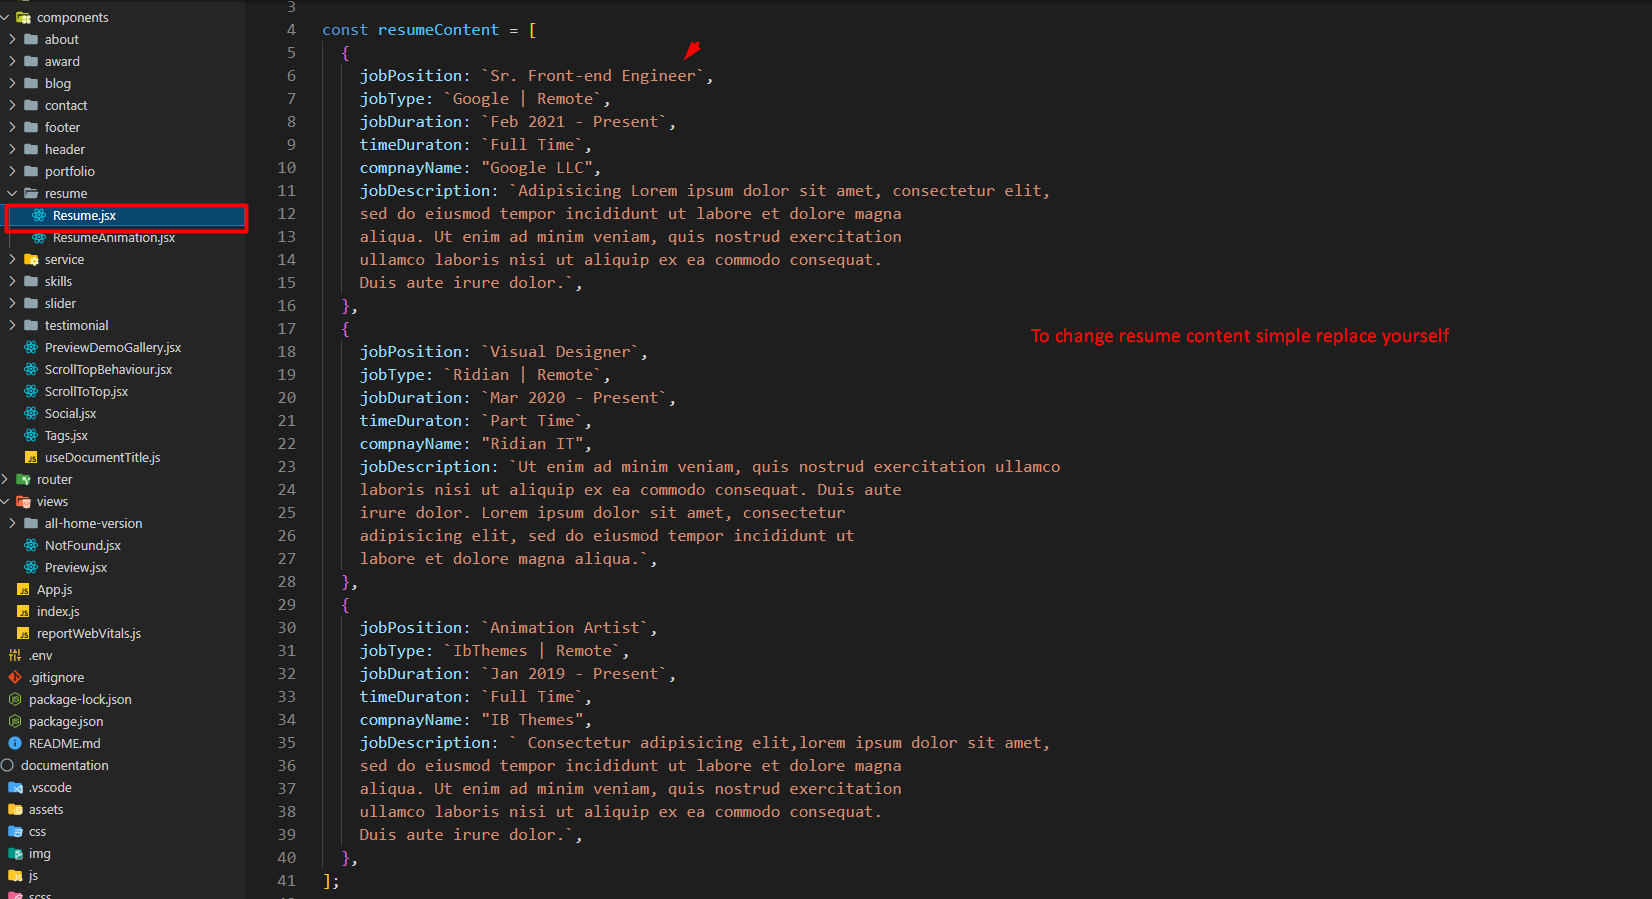 components
about
award
blog
contact
footer
header
portfolio
resume
Resume.jsx
ResumeAnimation.jsx
service
skills
slider
testimonial
PreviewDemoGallery.jsx
ScrollTopBehaviour.jsx
ScrollToTop.jsx
Social.jsx
Tags.jsx
useDocumentTitle.js
router
views
all-home-version
NotFound.jsx
Preview.jsx
App.js
index.js
reportWebVitals.js
.env
.gitignore
package-lock.json
package.json
README.md
documentation
.vscode
assets
css
img
js
scss
3
4 const resumeContent = [
5 {
6 jobPosition: `Sr. Front-end Engineer`,
7 jobType: `Google | Remote`,
8 jobDuration: `Feb 2021 - Present`,
9 timeDuraton: `Full Time`,
10 compnayName: "Google LLC",
11 jobDescription: `Adipisicing Lorem ipsum dolor sit amet, consectetur elit,
12 sed do eiusmod tempor incididunt ut labore et dolore magna
13 aliqua. Ut enim ad minim veniam, quis nostrud exercitation
14 ullamco laboris nisi ut aliquip ex ea commodo consequat.
15 Duis aute irure dolor.`,
16 },
17 {
18 jobPosition: `Visual Designer`,
19 jobType: `Ridian | Remote`,
20 jobDuration: `Mar 2020 - Present`,
21 timeDuraton: `Part Time`,
22 compnayName: "Ridian IT",
23 jobDescription: `Ut enim ad minim veniam, quis nostrud exercitation ullamco
24 laboris nisi ut aliquip ex ea commodo consequat. Duis aute
25 irure dolor. Lorem ipsum dolor sit amet, consectetur
26 adipisicing elit, sed do eiusmod tempor incididunt ut
27 labore et dolore magna aliqua.`,
28 },
29 {
30 jobPosition: `Animation Artist`,
31 jobType: `IbThemes | Remote`,
32 jobDuration: `Jan 2019 - Present`,
33 timeDuraton: `Full Time`,
34 compnayName: "IB Themes",
35 jobDescription: ` Consectetur adipisicing elit,lorem ipsum dolor sit amet,
36 sed do eiusmod tempor incididunt ut labore et dolore magna
37 aliqua. Ut enim ad minim veniam, quis nostrud exercitation
38 ullamco laboris nisi ut aliquip ex ea commodo consequat.
39 Duis aute irure dolor.`,
40 },
41 ];
To change resume content simple replace yourself